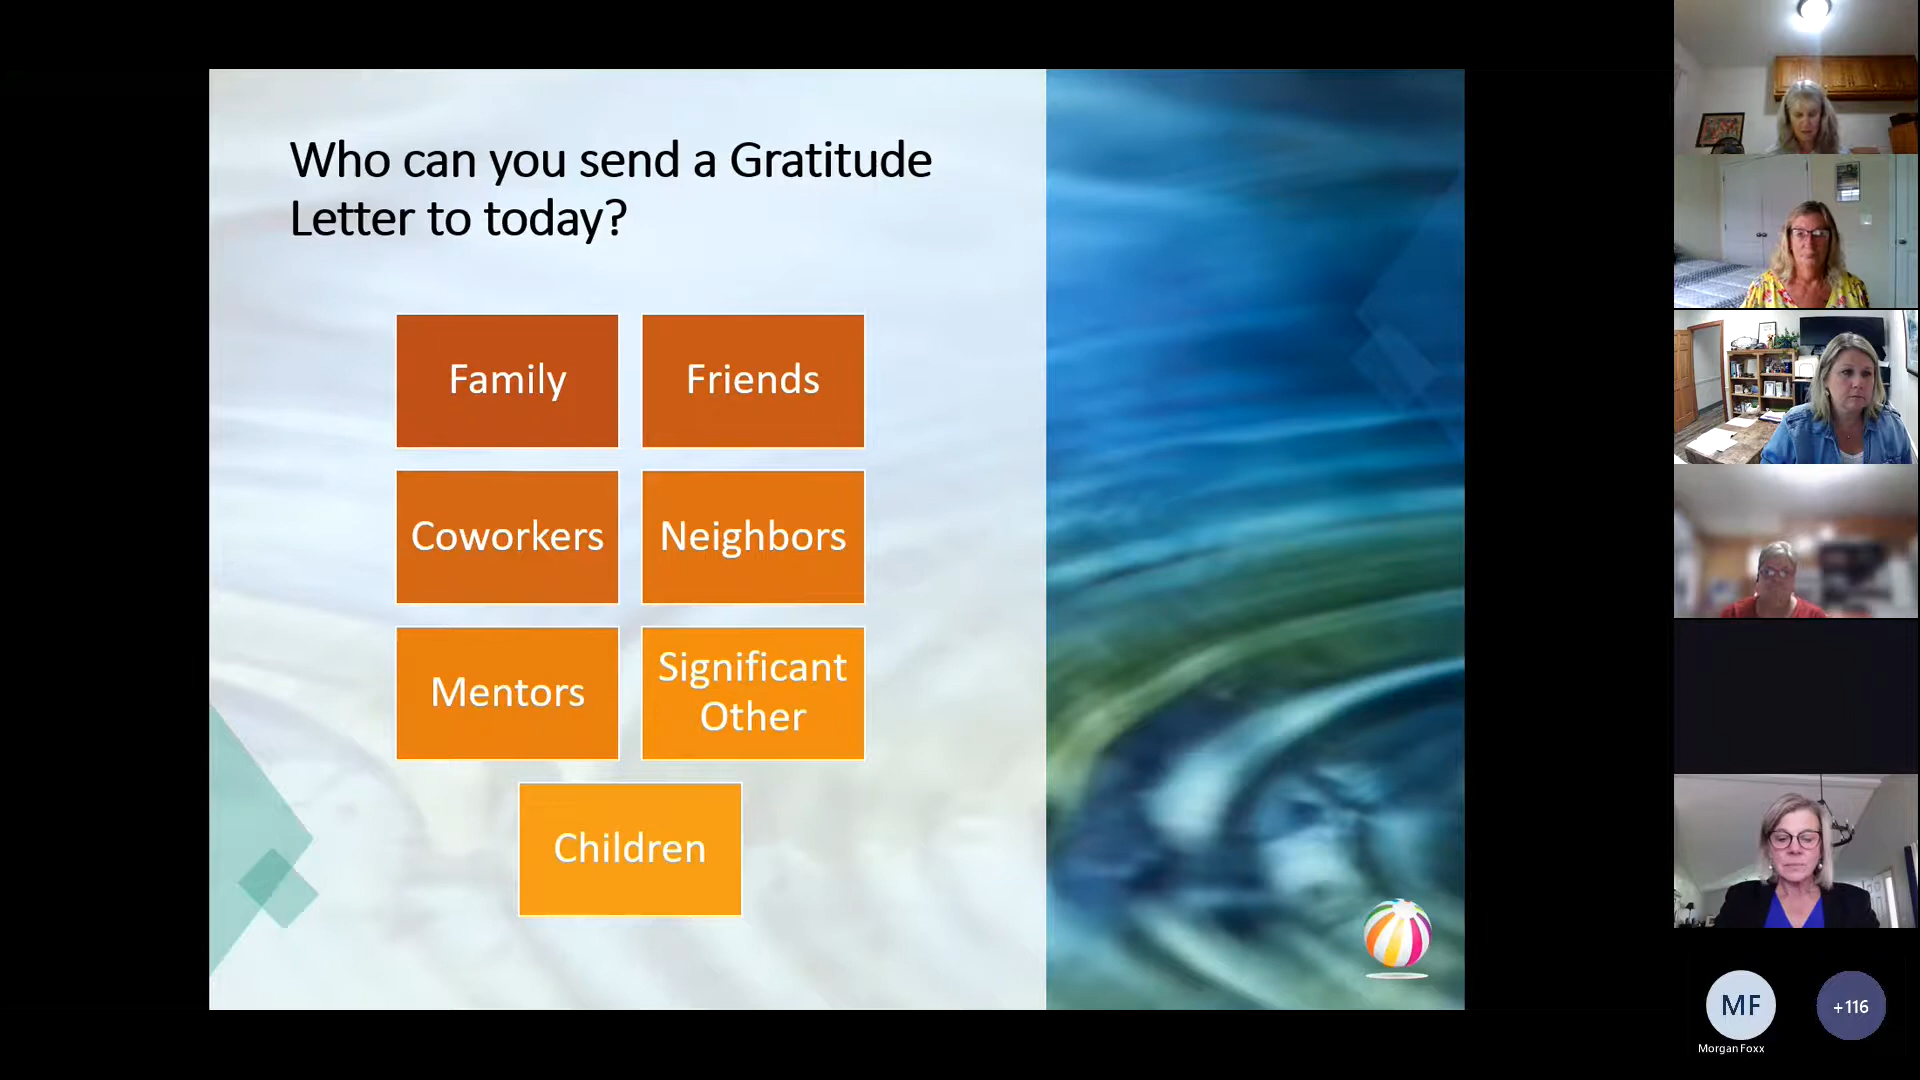 Who can you send a Gratitude
Letter to today?
Family
Friends
Coworkers
Neighbors
Mentors
Significant
Other
Children
MF
+116
Morgan Foxx